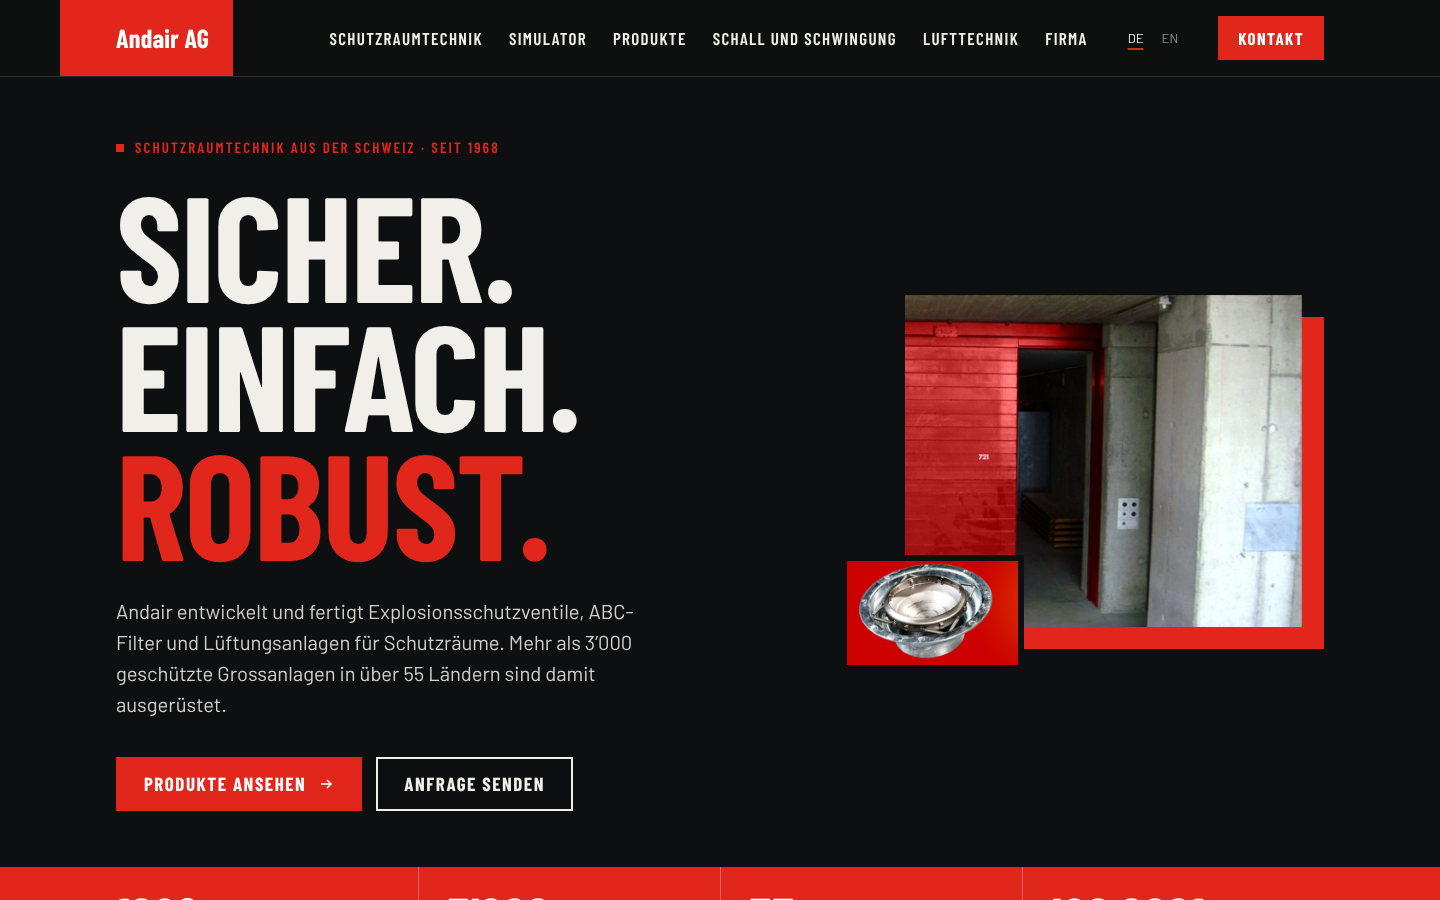 Andair AG
SCHUTZRAUMTECHNIK SIMULATOR PRODUKTE SCHALL UND SCHWINGUNG LUFTTECHNIK FIRMA DE EN KONTAKT
SCHUTZRAUMTECHNIK AUS DER SCHWEIZ · SEIT 1968
SICHER.
EINFACH.
ROBUST.
721
Andair entwickelt und fertigt Explosionsschutzventile, ABC-
Filter und Lüftungsanlagen für Schutzräume. Mehr als 3’000
geschützte Grossanlagen in über 55 Ländern sind damit
ausgerüstet.
PRODUKTE ANSEHEN →
ANFRAGE SENDEN